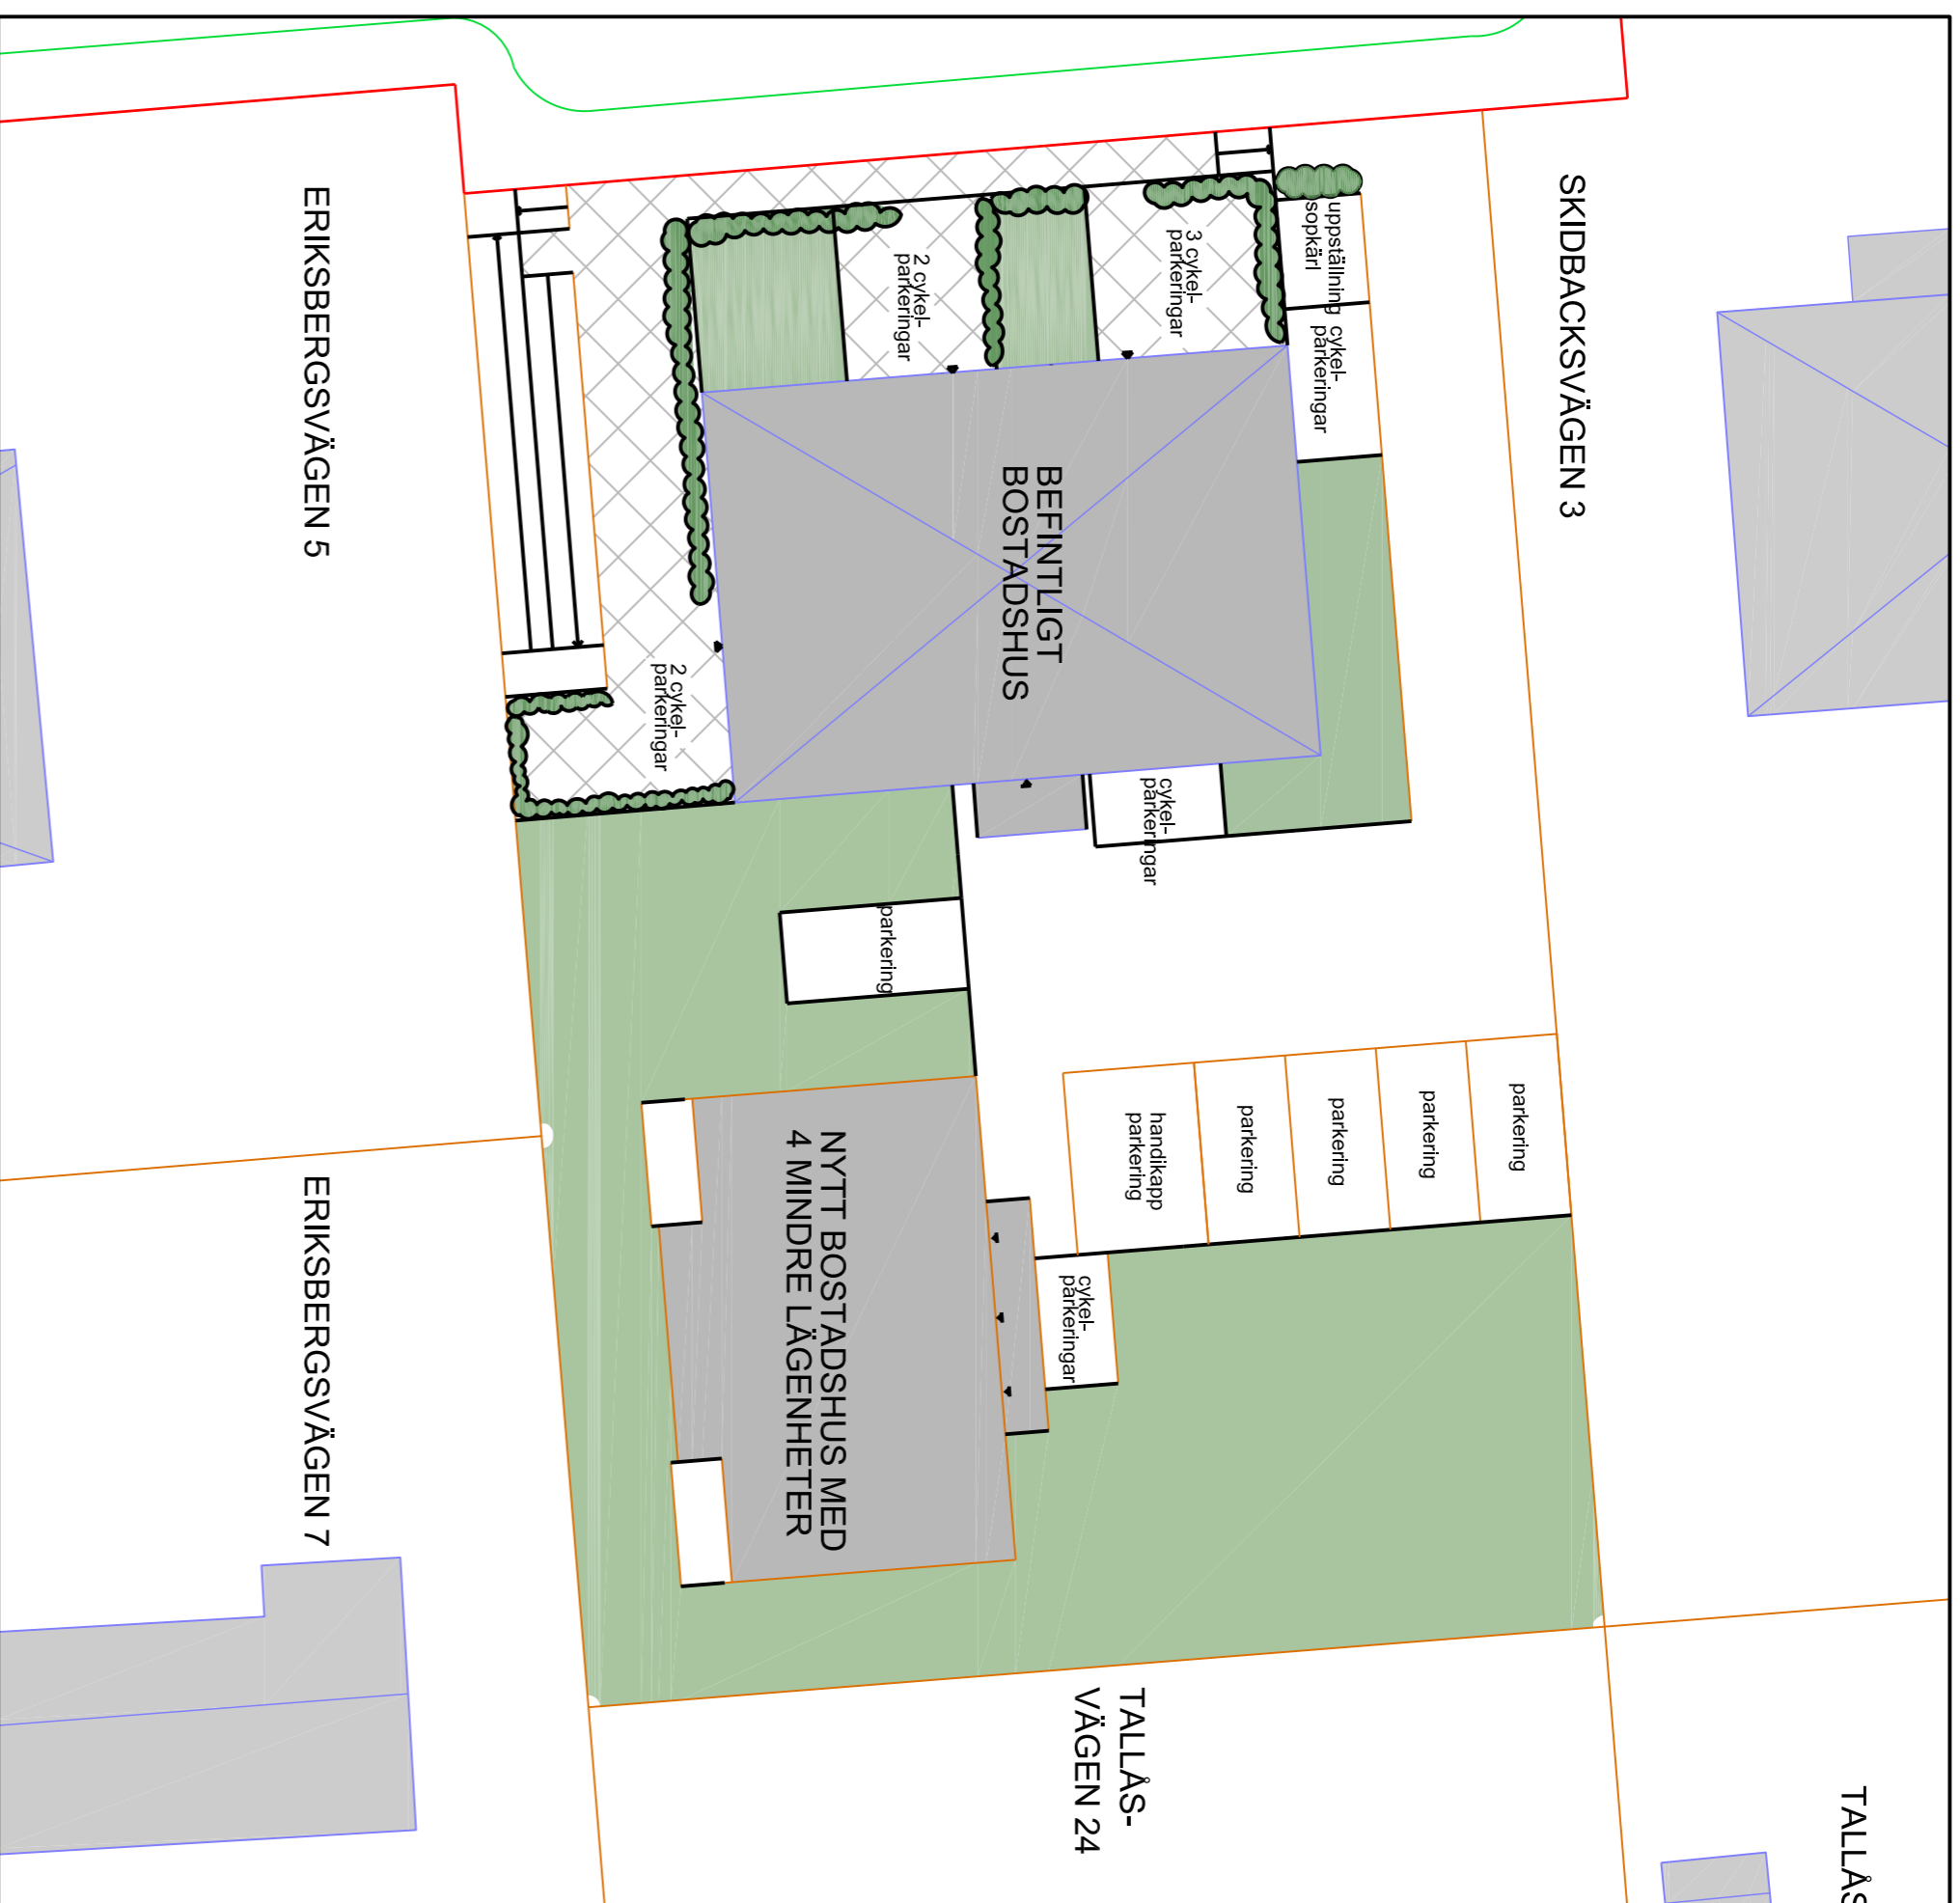 SKIDBACKSVÄGEN 3
uppställning
sopkärl
cykel-
parkeringar
3 cykel-
parkeringar
2 cykel-
parkeringar
ERIKSBERGSVÄGEN 5
BEFINTLIGT
BOSTADSHUS
2 cykel-
parkeringar
cykel-
parkeringar
parkering
parkering
parkering
parkering
parkering
handikapp
parkering
cykel-
parkeringar
NYTT BOSTADSHUS MED
4 MINDRE LÄGENHETER
ERIKSBERGSVÄGEN 7
TALLÅS-
VÄGEN 24
TALLÅS